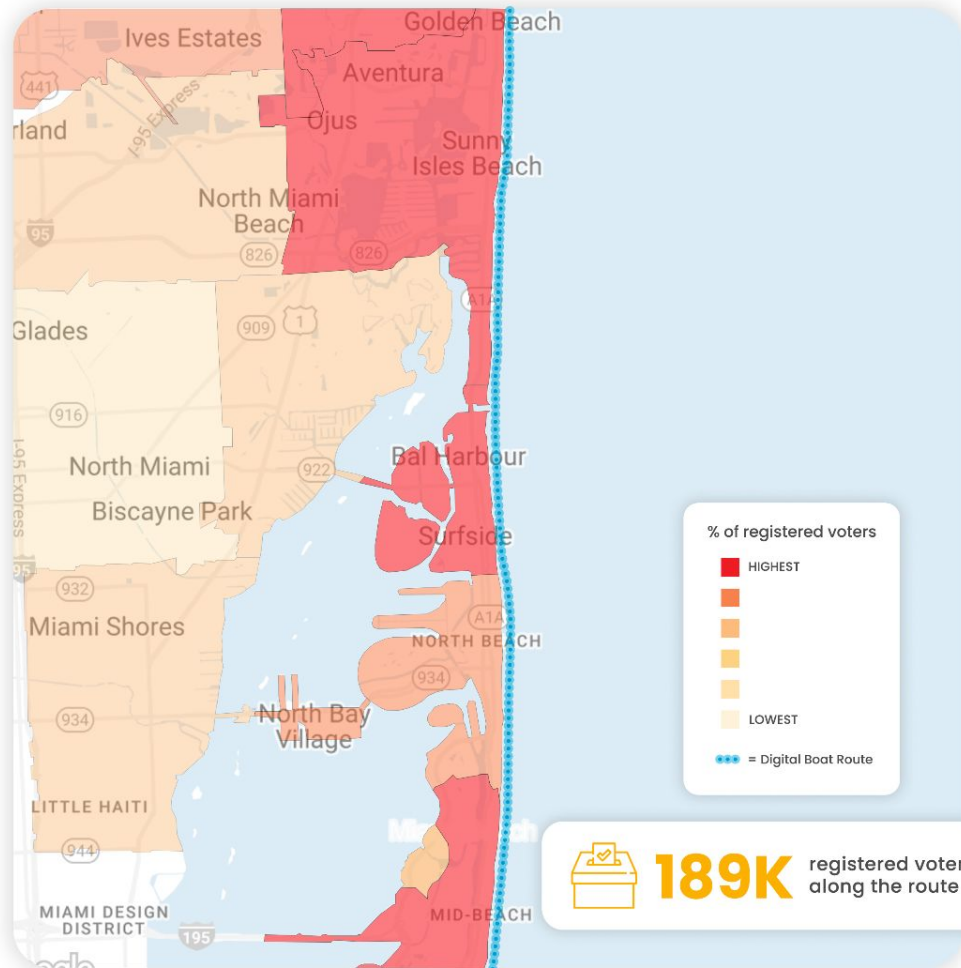 Golden Beach
Ives Estates
Aventura
441
I-95 Express
Ojus
rland
Sunny
Isles Beach
North Miami
Beach
95
826
826
A1A
Glades
909
1
916
I-95 Express
North Miami
922
Bal Harbour
Biscayne Park
Surfside
95
932
A1A
Miami Shores
NORTH BEACH
934
934
North Bay
Village
LITTLE HAITI
944
MIAMI DESIGN
DISTRICT
MID-BEACH
195
% of registered voters
HIGHEST
LOWEST
= Digital Boat Route
189K
registered voter
along the route